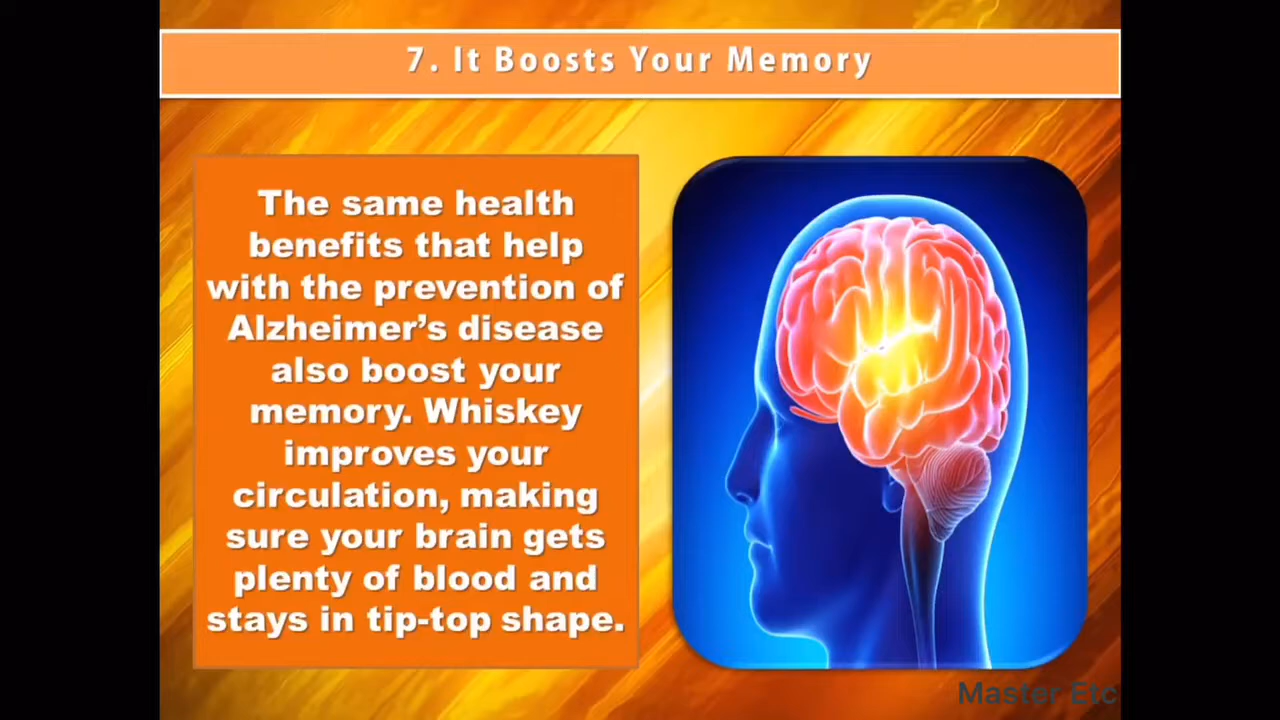 7. It Boosts Your Memory
The same health
benefits that help
with the prevention of
Alzheimer’s disease
also boost your
memory. Whiskey
improves your
circulation, making
sure your brain gets
plenty of blood and
stays in tip-top shape.
Master Etc